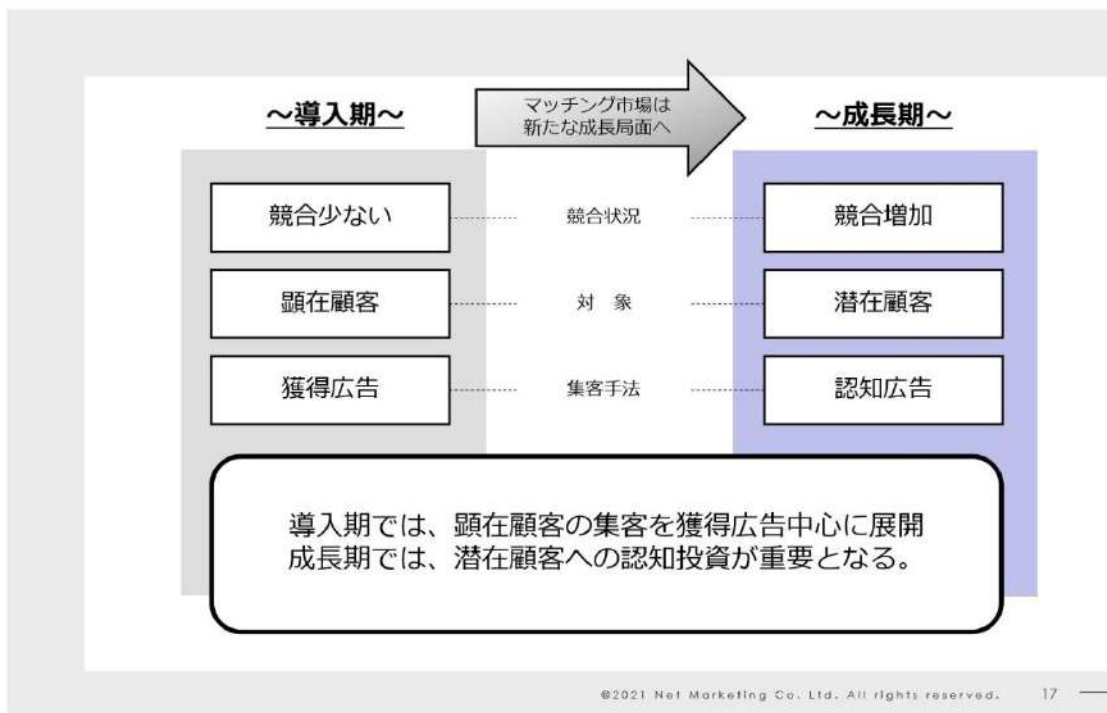 ～導入期～
マッチング市場は
新たな成長局面へ
～成長期～
競合少ない
競合状況
競合増加
顕在顧客
対 象
潜在顧客
獲得広告
集客手法
認知広告
導入期では、顕在顧客の集客を獲得広告中心に展開
成長期では、潜在顧客への認知投資が重要となる。
©2021 Net Marketing Co. Ltd. All rights reserved.
17